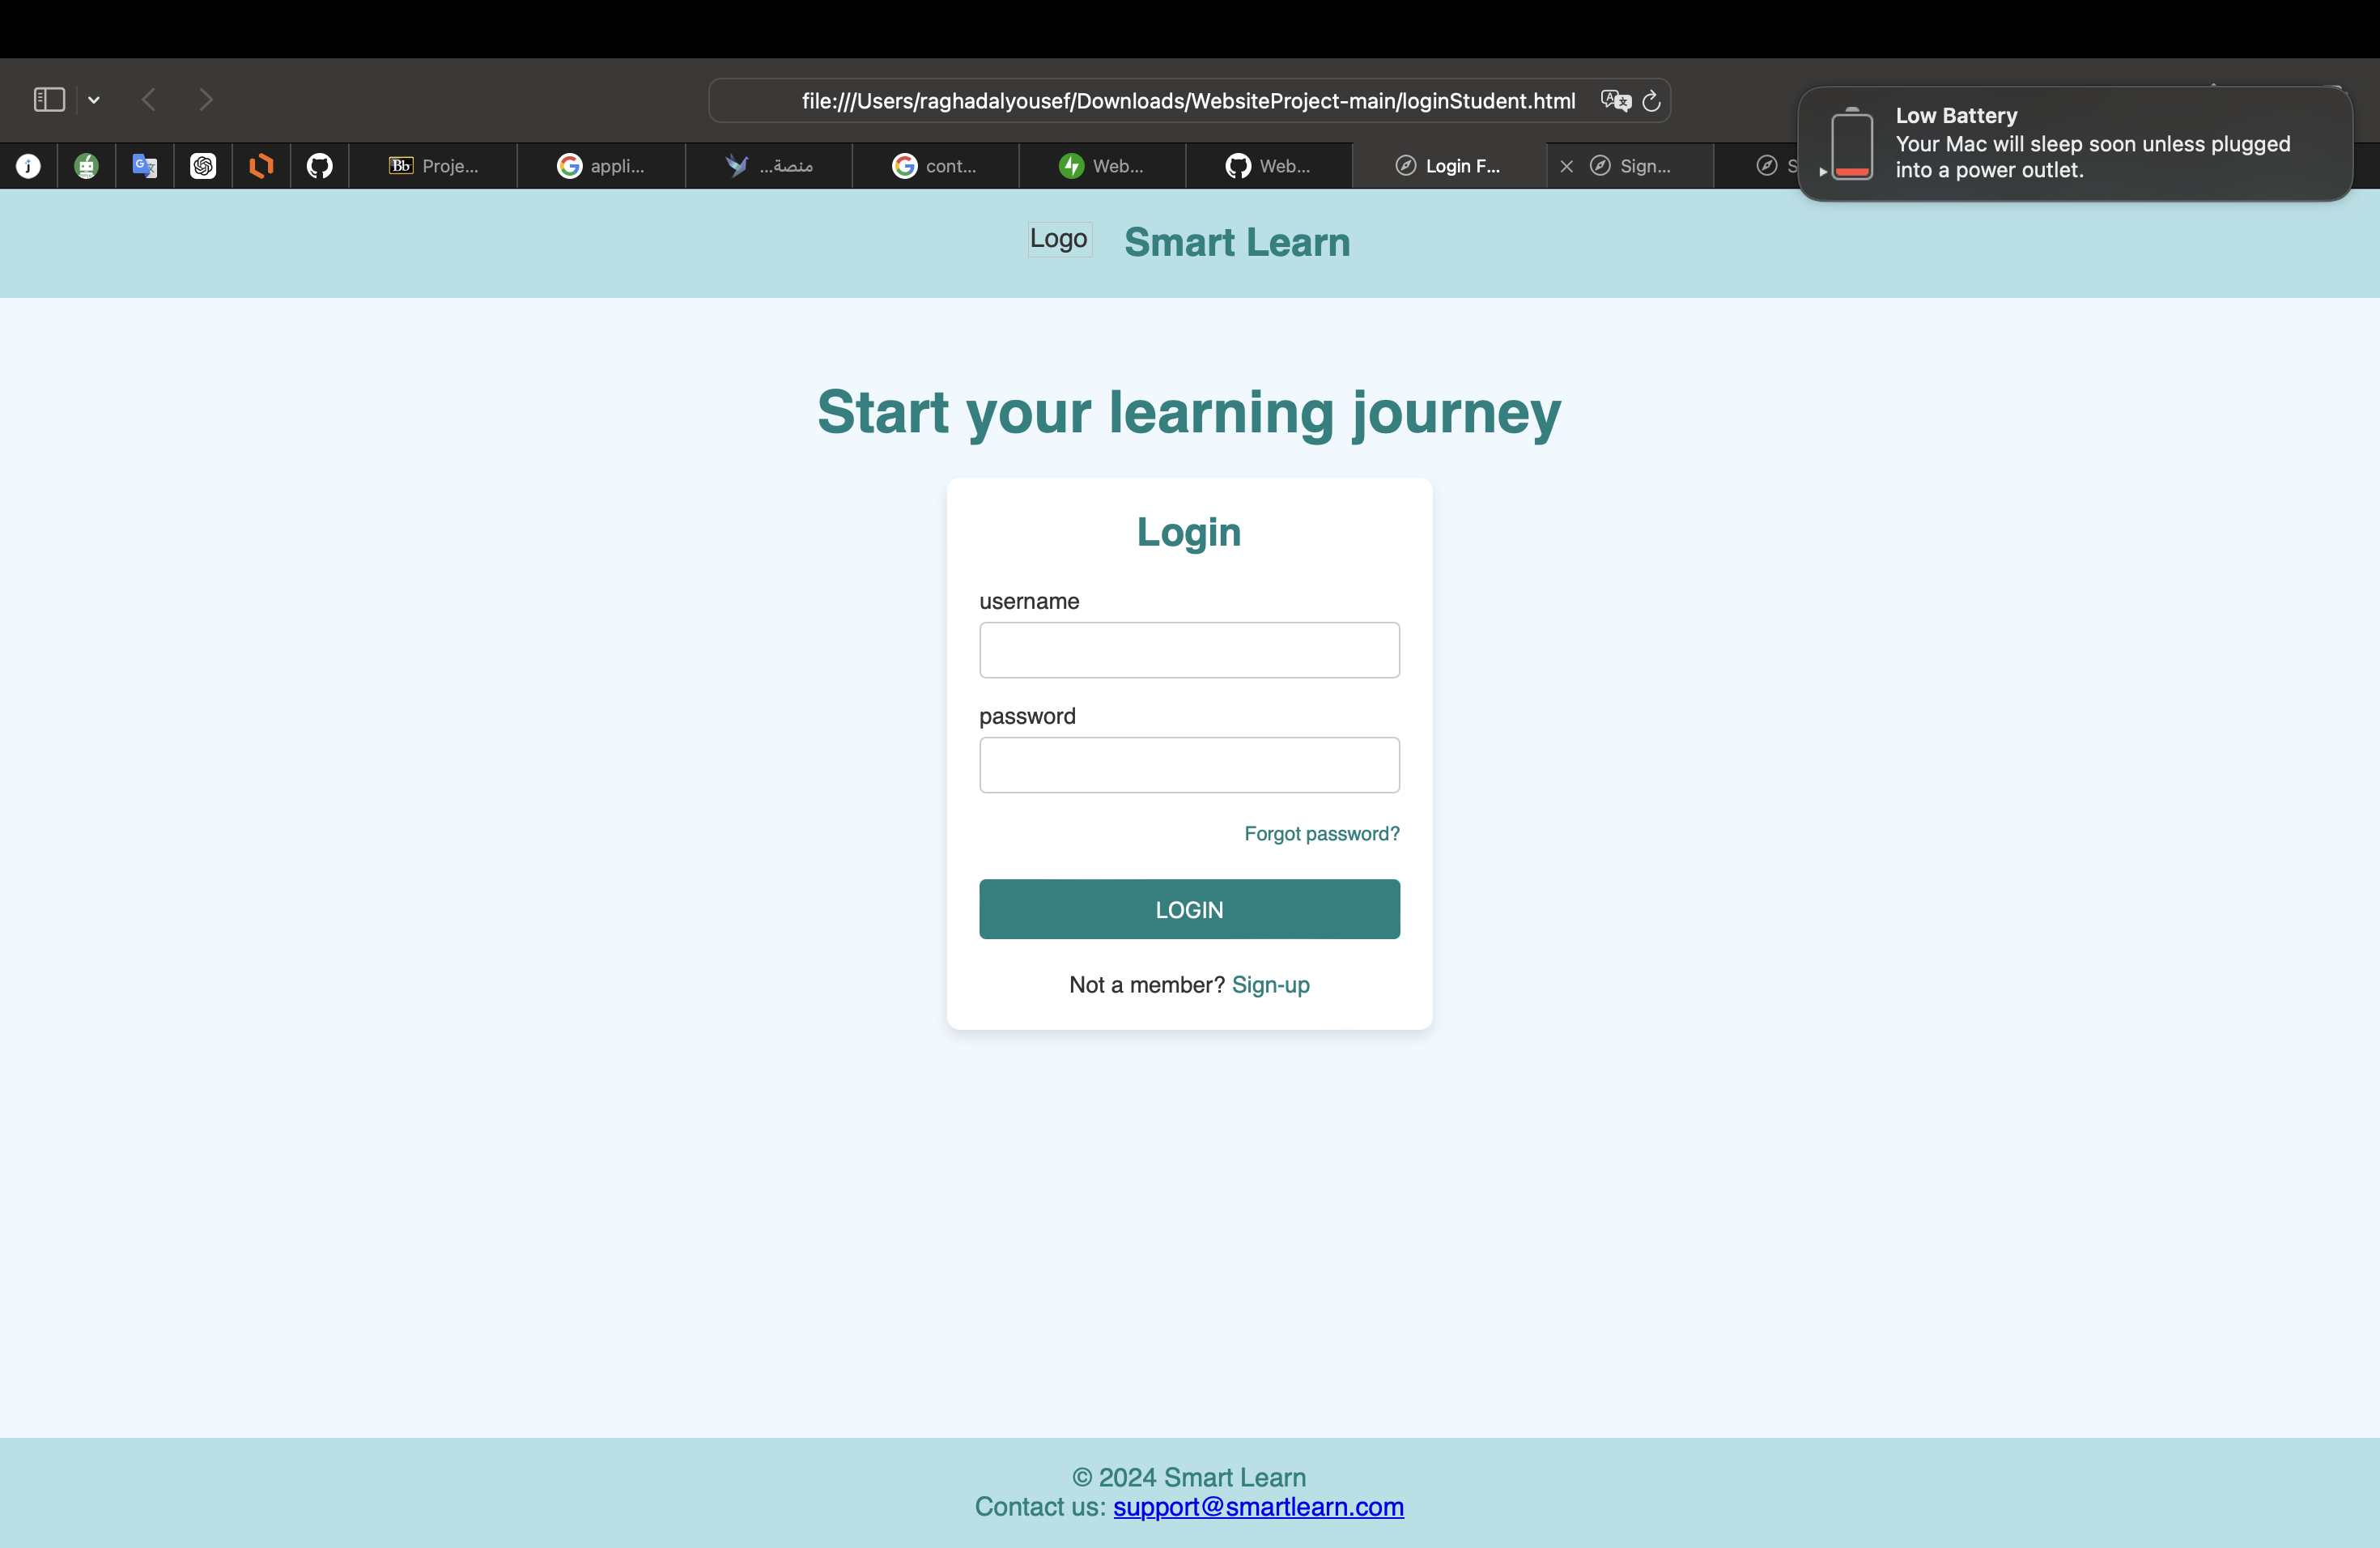 file:///Users/raghadalyousef/Downloads/WebsiteProject-main/loginStudent.html
Low Battery
Your Mac will sleep soon unless plugged
into a power outlet.
Bb Proje...
appli...
منصة...
cont...
Web...
Web...
Login F...
Sign...
Logo Smart Learn
Start your learning journey
Login
username
password
Forgot password?
LOGIN
Not a member? Sign-up
© 2024 Smart Learn
Contact us: support@smartlearn.com